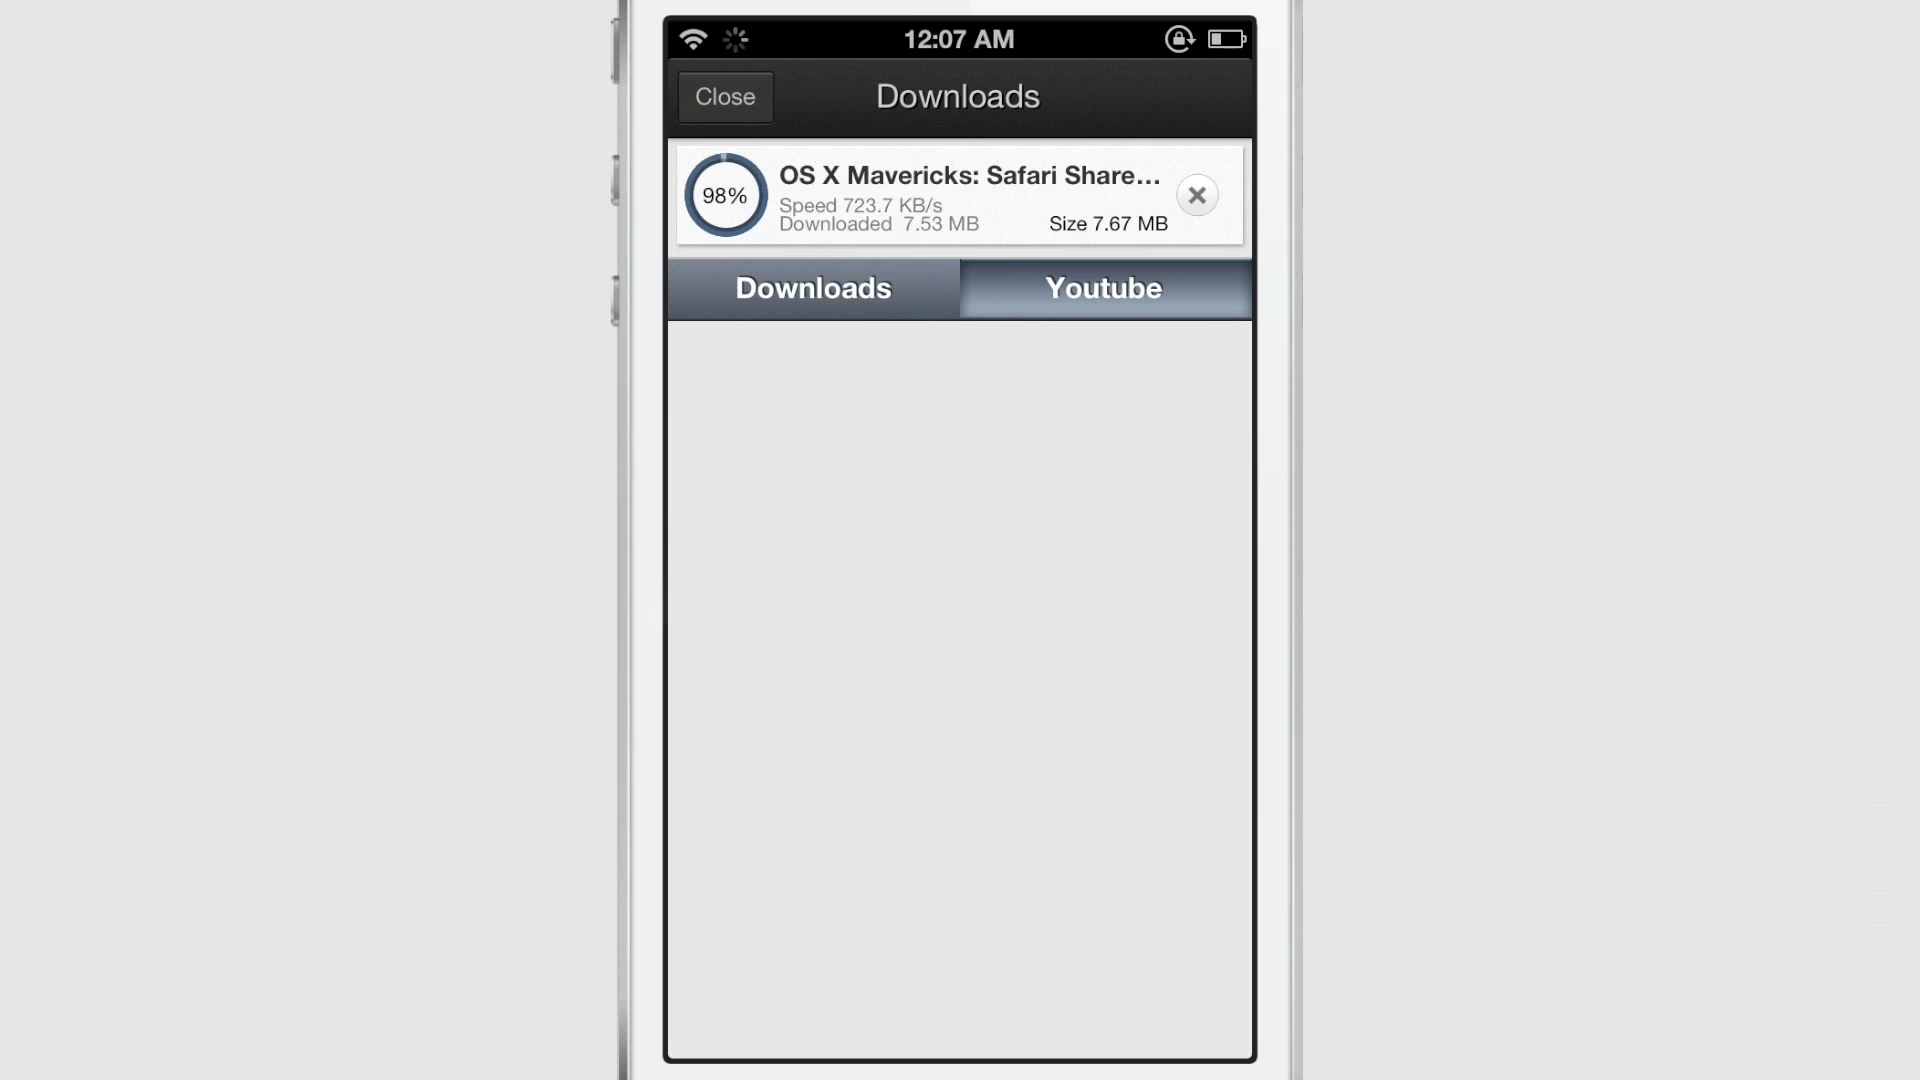 12:07 AM
Close
Downloads
98%
OS X Mavericks: Safari Share...
Speed 723.7 KB/s
Downloaded 7.53 MB
Size 7.67 MB
Downloads
Youtube